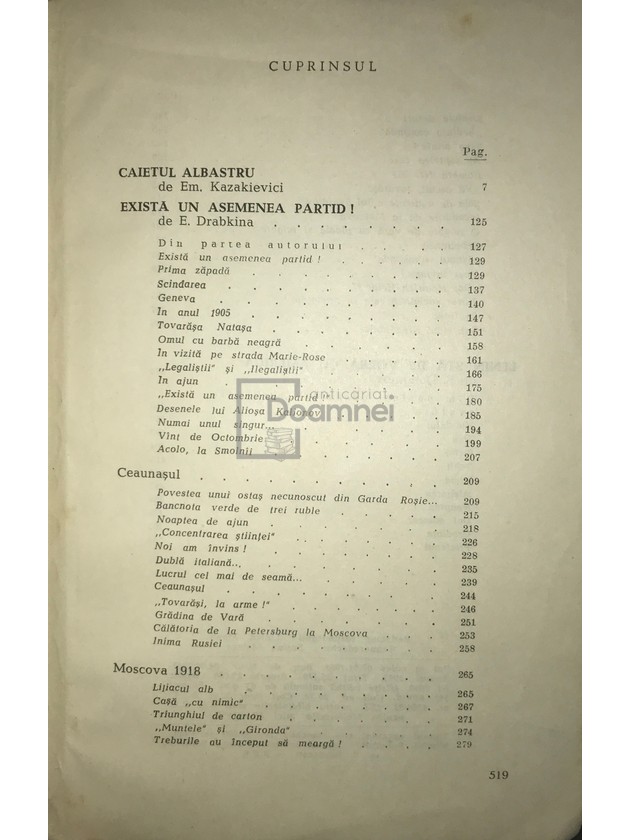 CUPRINSUL
Pag.
CAIETUL ALBASTRU
de Em. Kazakievici 7
EXISTĂ UN ASEMENEA PARTID !
de E. Drabkina . . . . . . . . 125
Din partea autorului . . . . . 127
Există un asemenea partid ! . . . . . 129
Prima zăpadă . . . . . . . . 129
Scindarea . . . . . . . . 137
Geneva . . . . . . . . 140
In anul 1905 . . . . . . . . 147
Tovarășa Natașa . . . . . . . 151
Omul cu barbă neagră . . . . . . 158
In vizită pe strada Marie-Rose . . . . 161
„Legaliștii“ și „Ilegaliștii“ . . . . . 166
In ajun . . . . . . . . 175
„Există un asemenea partid !“ . . . . 180
Desenele lui Alioșa Kalionov . . . . 185
Numai unul singur... . . . . . . 194
Vînt de Octombrie . . . . . . 199
Acolo, la Smolnîi . . . . . . 207
anticariat
Doamnei
Ceaunașul . . . . . . . . . 209
Povestea unui ostaș necunoscut din Garda Roșie... 209
Bancnota verde de trei ruble . . . . 215
Noaptea de ajun . . . . . . . 218
„Concentrarea științei“ . . . . . . 226
Noi am învins ! . . . . . . . 228
Dublă italiană... . . . . . . . 235
Lucrul cel mai de seamă... . . . . . 239
Ceaunașul . . . . . . . . 244
„Tovarăși, la arme !“ . . . . . . 246
Grădina de Vară . . . . . . . 251
Călătoria de la Petersburg la Moscova . . . 253
Inima Rusiei . . . . . . . 258
Moscova 1918 . . . . . . . . 265
Liliacul alb . . . . . . . . 265
Casă „cu nimic“ . . . . . . . 267
Triunghiul de carton . . . . . . 271
„Muntele“ și „Gironda“ . . . . . . 274
Treburile au început să meargă ! . . . . 279
519